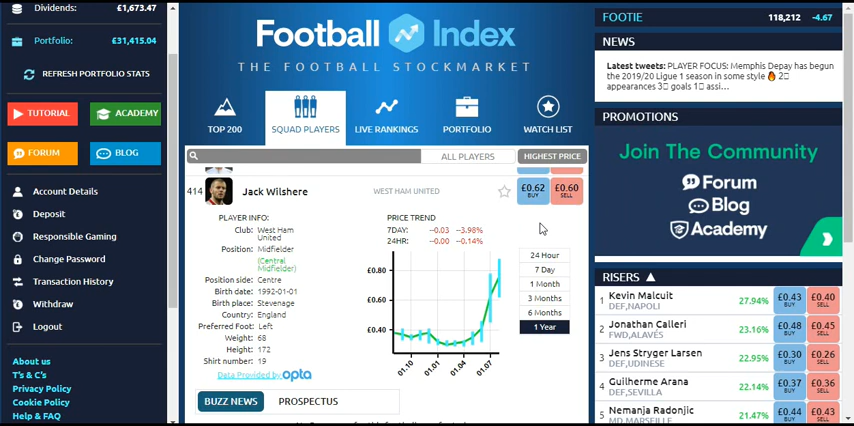 Dividends: £1,673.47
Portfolio: £31,415.04
REFRESH PORTFOLIO STATS
TUTORIAL
ACADEMY
FORUM
BLOG
Account Details
Deposit
Responsible Gaming
Change Password
Transaction History
Withdraw
Logout
About us
T's & C's
Privacy Policy
Cookie Policy
Help & FAQ
Football Index
THE FOOTBALL STOCKMARKET
TOP 200
SQUAD PLAYERS
LIVE RANKINGS
PORTFOLIO
WATCH LIST
ALL PLAYERS
HIGHEST PRICE
414
Jack Wilshere
WEST HAM UNITED
£0.62
BUY
£0.60
SELL
PLAYER INFO:
Club: West Ham
United
Position: Midfielder
(Central
Midfielder)
Position side: Centre
Birth date: 1992-01-01
Birth place: Stevenage
Country: England
Preferred Foot: Left
Weight: 68
Height: 172
Shirt number: 19
Data Provided by opta
PRICE TREND
7DAY: -0.03 -3.98%
24HR: -0.00 -0.14%
£0.80
£0.60
£0.40
01.10
01.01
01.04
01.07
24 Hour
7 Day
1 Month
3 Months
6 Months
1 Year
BUZZ NEWS
PROSPECTUS
FOOTIE 118,212 -4.67
NEWS
Latest tweets: PLAYER FOCUS: Memphis Depay has begun
the 2019/20 Ligue 1 season in some style 🔥 2
appearances 3 goals 1 assi...
PROMOTIONS
Join The Community
Forum
Blog
Academy
RISERS ▲
1 Kevin Malcuit
DEF,NAPOLI
27.94%
£0.43
BUY
£0.40
SELL
2 Jonathan Calleri
FWD,ALAVÉS
23.16%
£0.48
BUY
£0.45
SELL
3 Jens Stryger Larsen
DEF,UDINESE
22.95%
£0.30
BUY
£0.26
SELL
4 Guilherme Arana
DEF,SEVILLA
22.14%
£0.37
BUY
£0.36
SELL
5 Nemanja Radonjic
MD,MARSEILLE
21.47%
£0.44
BUY
£0.43
SELL